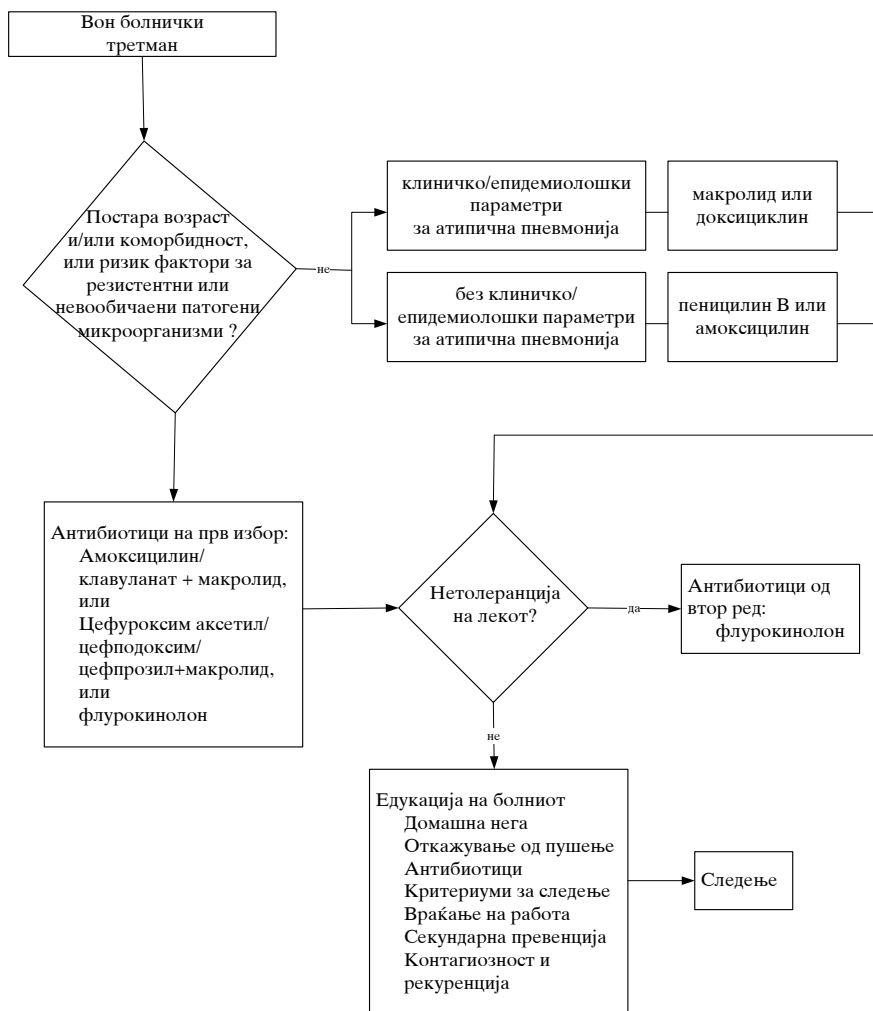 Вон болнички
третман
Постара возраст
и/или коморбидност,
или ризик фактори за
резистентни или
невообичаени патогени
микроорганизми ?
не
клиничко/епидемиолошки
параметри
за атипична пневмонија
макролид или
доксициклин
без клиничко/
епидемиолошки параметри
за атипична пневмонија
пеницилин В или
амоксицилин
Антибиотици на прв избор:
Амоксицилин/
клавуланат + макролид,
или
Цефуроксим аксетил/
цефподоксим/
цефпрозил+макролид,
или
флурокинолон
Нетолеранција
на лекот?
да
Антибиотици од
втор ред:
флурокинолон
не
Едукација на болниот
Домашна нега
Откажување од пушење
Антибиотици
Критериуми за следење
Враќање на работа
Секундарна превенција
Контагиозност и
рекуренција
Следење